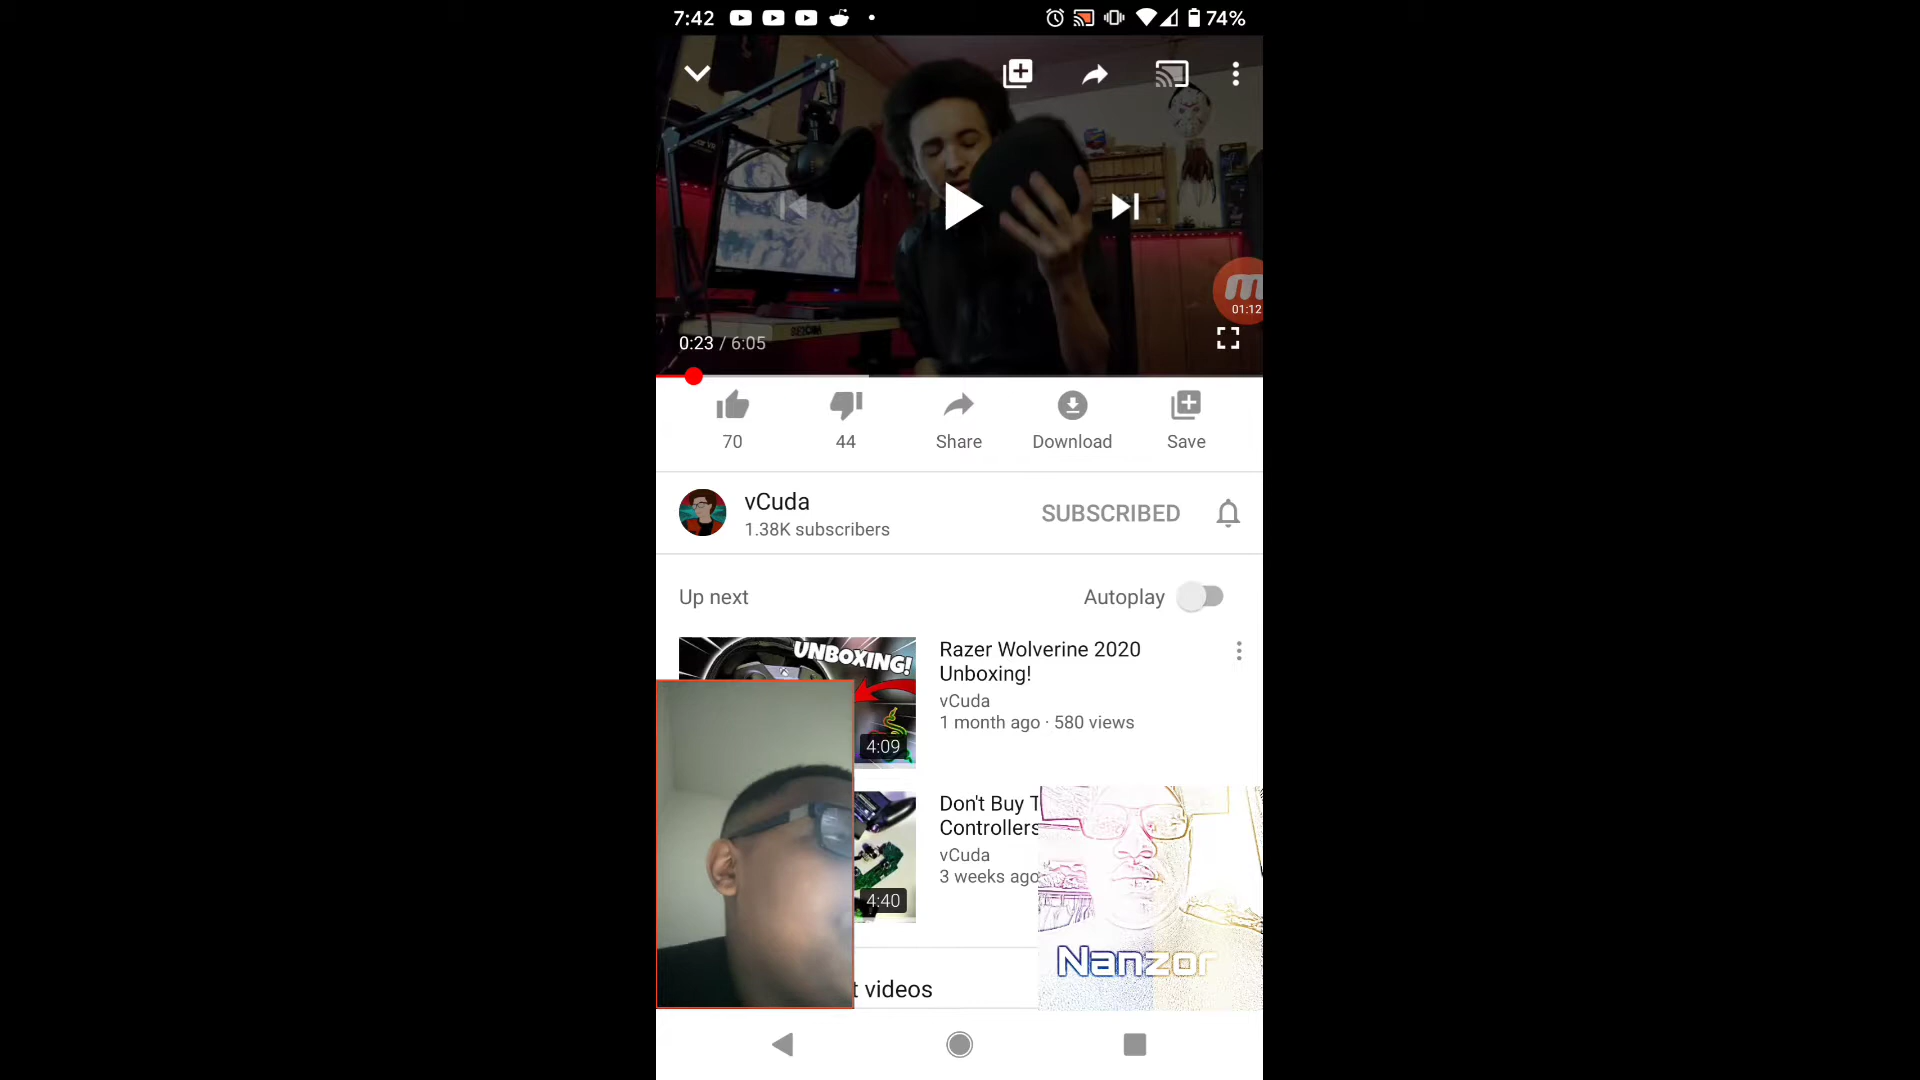 7:42 74%
01:12
0:23 / 6:05
70 44 Share Download Save
vCuda
1.38K subscribers
SUBSCRIBED
Up next
Autoplay
UNBOXING!
4:09
Razer Wolverine 2020
Unboxing!
vCuda
1 month ago · 580 views
4:40
Don't Buy T
Controllers
vCuda
3 weeks ago
Nanzor
t videos